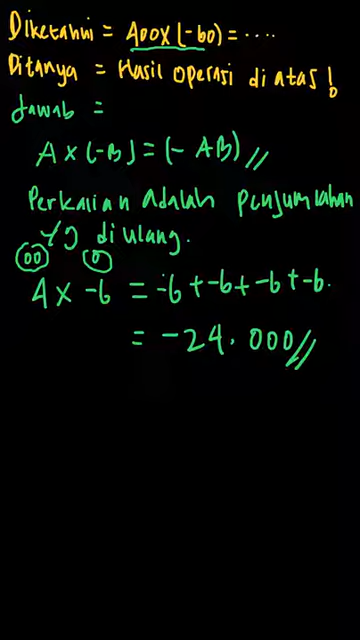 Diketahui = 400x(-60) = ....
Ditanya = Hasil operasi di atas!
Jawab =
A x (-B) = (-AB) //
Perkalian adalah penjumlahan
yg diulang.
00 0
4 x -6 = -6 + -6 + -6 + -6.
= -24.000//